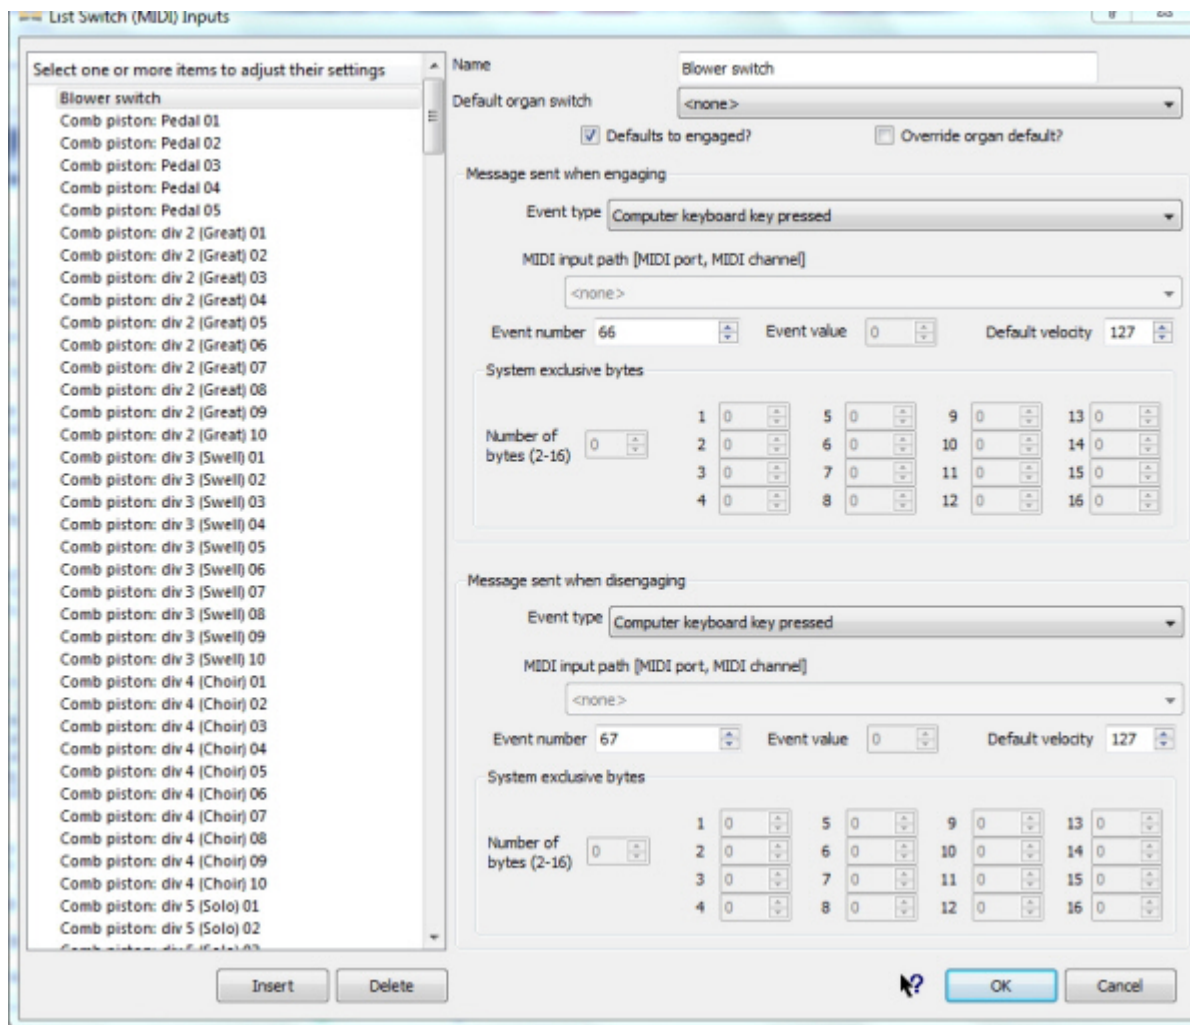 List Switch (MIDI) Inputs
Select one or more items to adjust their settings
Blower switch
Comb piston: Pedal 01
Comb piston: Pedal 02
Comb piston: Pedal 03
Comb piston: Pedal 04
Comb piston: Pedal 05
Comb piston: div 2 (Great) 01
Comb piston: div 2 (Great) 02
Comb piston: div 2 (Great) 03
Comb piston: div 2 (Great) 04
Comb piston: div 2 (Great) 05
Comb piston: div 2 (Great) 06
Comb piston: div 2 (Great) 07
Comb piston: div 2 (Great) 08
Comb piston: div 2 (Great) 09
Comb piston: div 2 (Great) 10
Comb piston: div 3 (Swell) 01
Comb piston: div 3 (Swell) 02
Comb piston: div 3 (Swell) 03
Comb piston: div 3 (Swell) 04
Comb piston: div 3 (Swell) 05
Comb piston: div 3 (Swell) 06
Comb piston: div 3 (Swell) 07
Comb piston: div 3 (Swell) 08
Comb piston: div 3 (Swell) 09
Comb piston: div 3 (Swell) 10
Comb piston: div 4 (Choir) 01
Comb piston: div 4 (Choir) 02
Comb piston: div 4 (Choir) 03
Comb piston: div 4 (Choir) 04
Comb piston: div 4 (Choir) 05
Comb piston: div 4 (Choir) 06
Comb piston: div 4 (Choir) 07
Comb piston: div 4 (Choir) 08
Comb piston: div 4 (Choir) 09
Comb piston: div 4 (Choir) 10
Comb piston: div 5 (Solo) 01
Comb piston: div 5 (Solo) 02
Insert Delete
Name Blower switch
Default organ switch <none>
Defaults to engaged? Override organ default?
Message sent when engaging
Event type Computer keyboard key pressed
MIDI input path [MIDI port, MIDI channel]
<none>
Event number 66 Event value 0 Default velocity 127
System exclusive bytes
Number of bytes (2-16) 0
1 0 5 0 9 0 13 0
2 0 6 0 10 0 14 0
3 0 7 0 11 0 15 0
4 0 8 0 12 0 16 0
Message sent when disengaging
Event type Computer keyboard key pressed
MIDI input path [MIDI port, MIDI channel]
<none>
Event number 67 Event value 0 Default velocity 127
System exclusive bytes
Number of bytes (2-16) 0
1 0 5 0 9 0 13 0
2 0 6 0 10 0 14 0
3 0 7 0 11 0 15 0
4 0 8 0 12 0 16 0
? OK Cancel